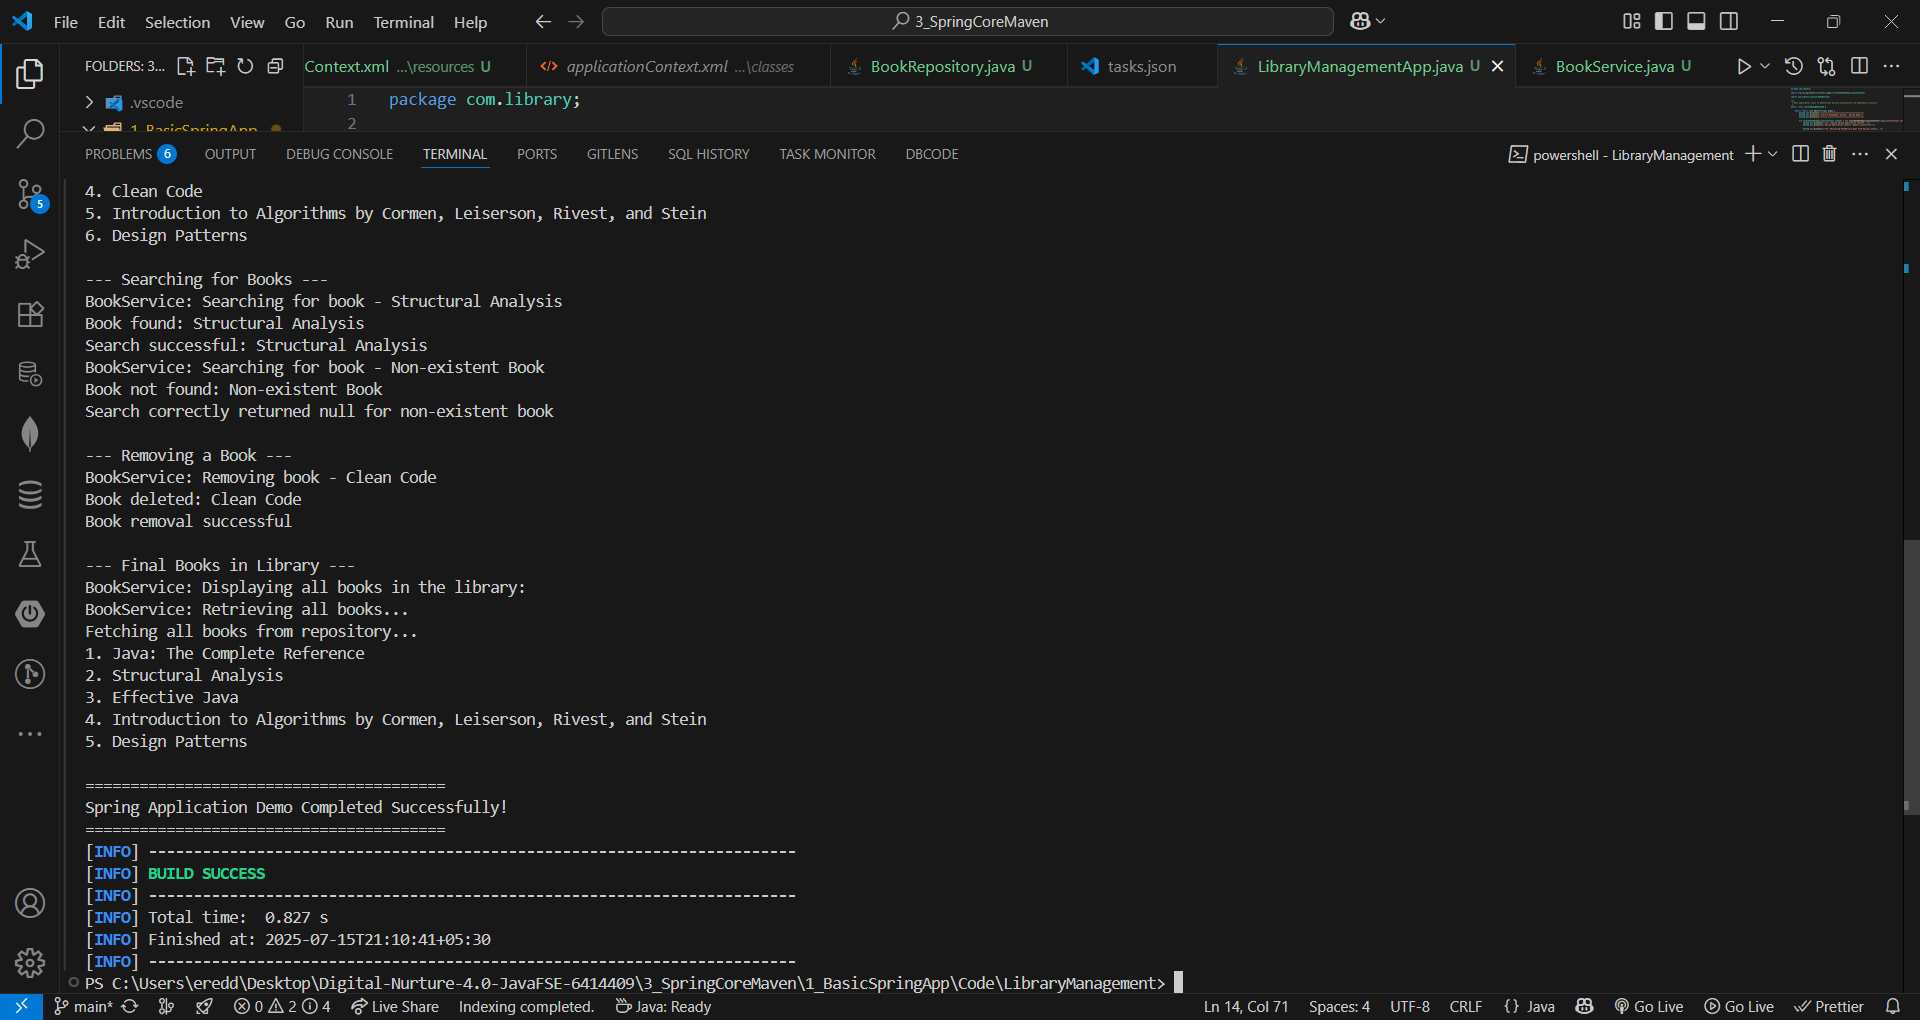 File Edit Selection View Go Run Terminal Help 3_SpringCoreMaven
FOLDERS: 3...
.vscode
1_BasicSpringApp
Context.xml ...\resources U applicationContext.xml ...\classes BookRepository.java U tasks.json LibraryManagementApp.java U BookService.java U
1 package com.library;
2
PROBLEMS 6 OUTPUT DEBUG CONSOLE TERMINAL PORTS GITLENS SQL HISTORY TASK MONITOR DBCODE powershell - LibraryManagement
5
4. Clean Code
5. Introduction to Algorithms by Cormen, Leiserson, Rivest, and Stein
6. Design Patterns
--- Searching for Books ---
BookService: Searching for book - Structural Analysis
Book found: Structural Analysis
Search successful: Structural Analysis
BookService: Searching for book - Non-existent Book
Book not found: Non-existent Book
Search correctly returned null for non-existent book
--- Removing a Book ---
BookService: Removing book - Clean Code
Book deleted: Clean Code
Book removal successful
--- Final Books in Library ---
BookService: Displaying all books in the library:
BookService: Retrieving all books...
Fetching all books from repository...
1. Java: The Complete Reference
2. Structural Analysis
3. Effective Java
4. Introduction to Algorithms by Cormen, Leiserson, Rivest, and Stein
5. Design Patterns
========================================
Spring Application Demo Completed Successfully!
========================================
[INFO] ------------------------------------------------------------------------
[INFO] BUILD SUCCESS
[INFO] ------------------------------------------------------------------------
[INFO] Total time:  0.827 s
[INFO] Finished at: 2025-07-15T21:10:41+05:30
[INFO] ------------------------------------------------------------------------
PS C:\Users\eredd\Desktop\Digital-Nurture-4.0-JavaFSE-6414409\3_SpringCoreMaven\1_BasicSpringApp\Code\LibraryManagement>
main* 0 2 4 Live Share Indexing completed. Java: Ready Ln 14, Col 71 Spaces: 4 UTF-8 CRLF {} Java Go Live Go Live Prettier